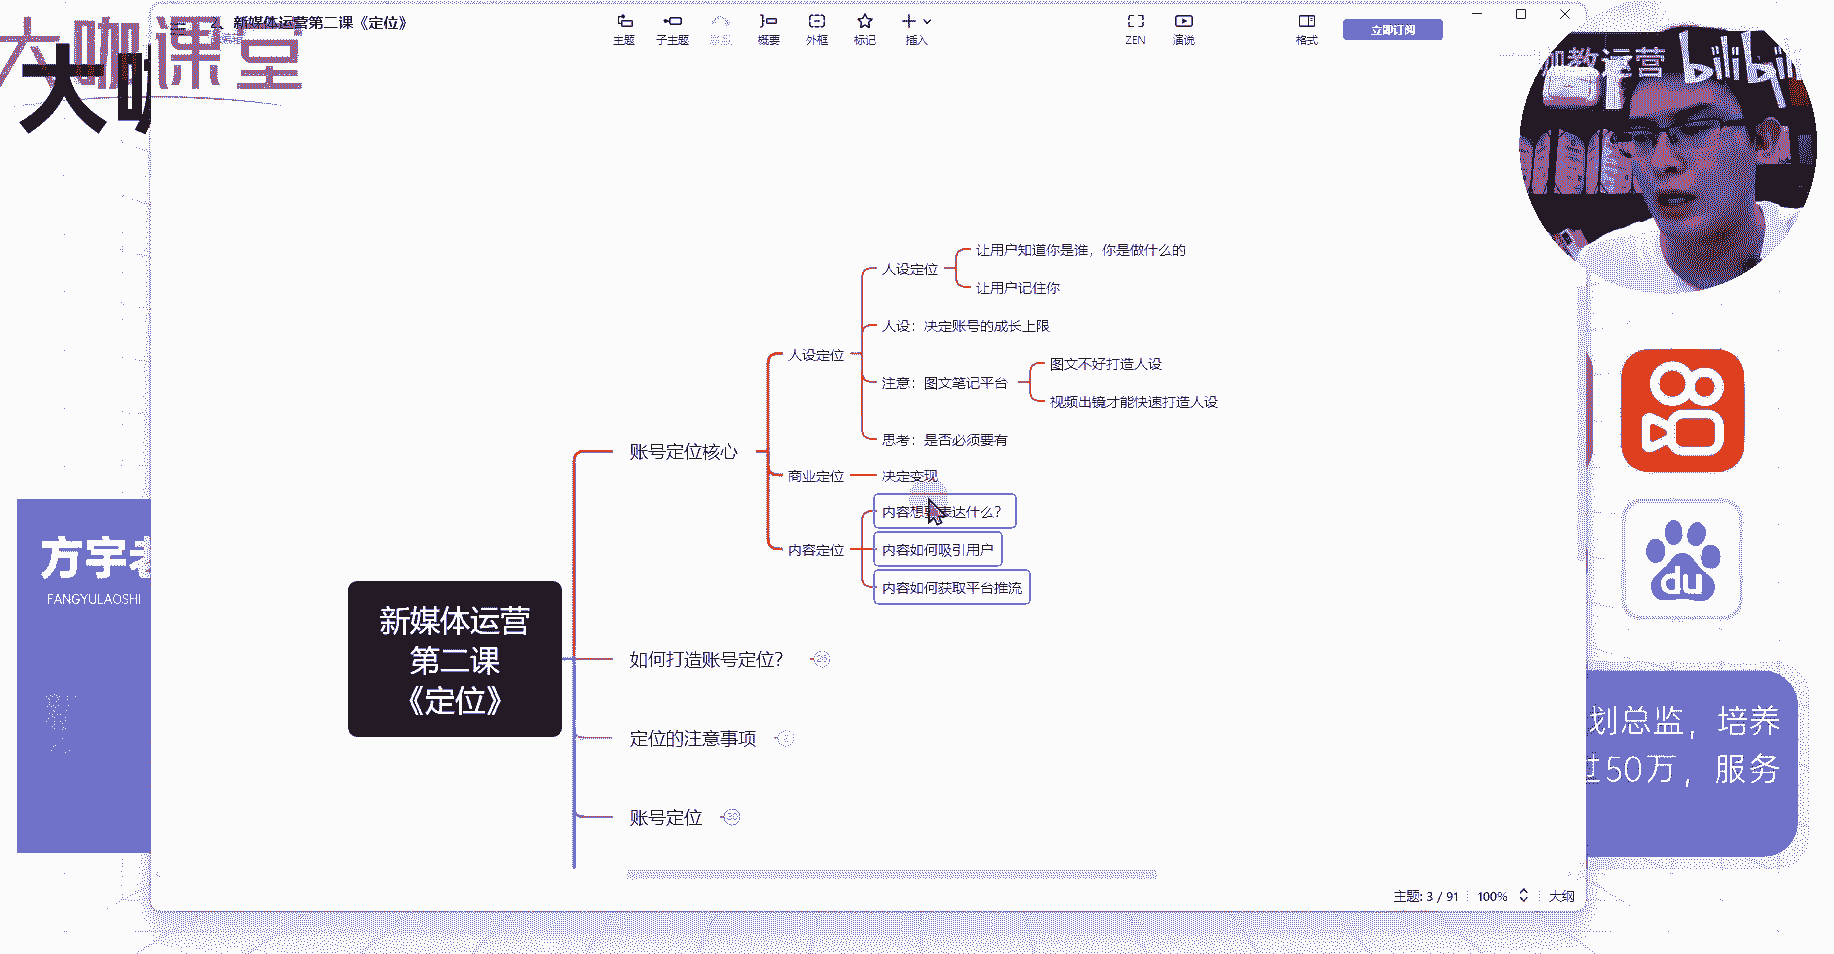 大咖课堂
大
2、新媒体运营第二课《定位》
主题
子主题
概要
外框
标记
插入
ZEN
演说
格式
立即订阅
教运营
bilibili
让用户知道你是谁，你是做什么的
人设定位
让用户记住你
人设：决定账号的成长上限
人设定位
图文不好打造人设
注意：图文笔记平台
视频出镜才能快速打造人设
思考：是否必须要有
账号定位核心
商业定位
决定变现
内容想要表达什么？
内容定位
内容如何吸引用户
内容如何获取平台推流
方宇老
FANGYULAOSHI
新媒体运营
第二课
《定位》
如何打造账号定位？
定位的注意事项
账号定位
30
du
划总监，培养
过50万，服务
主题: 3 / 91
100%
大纲